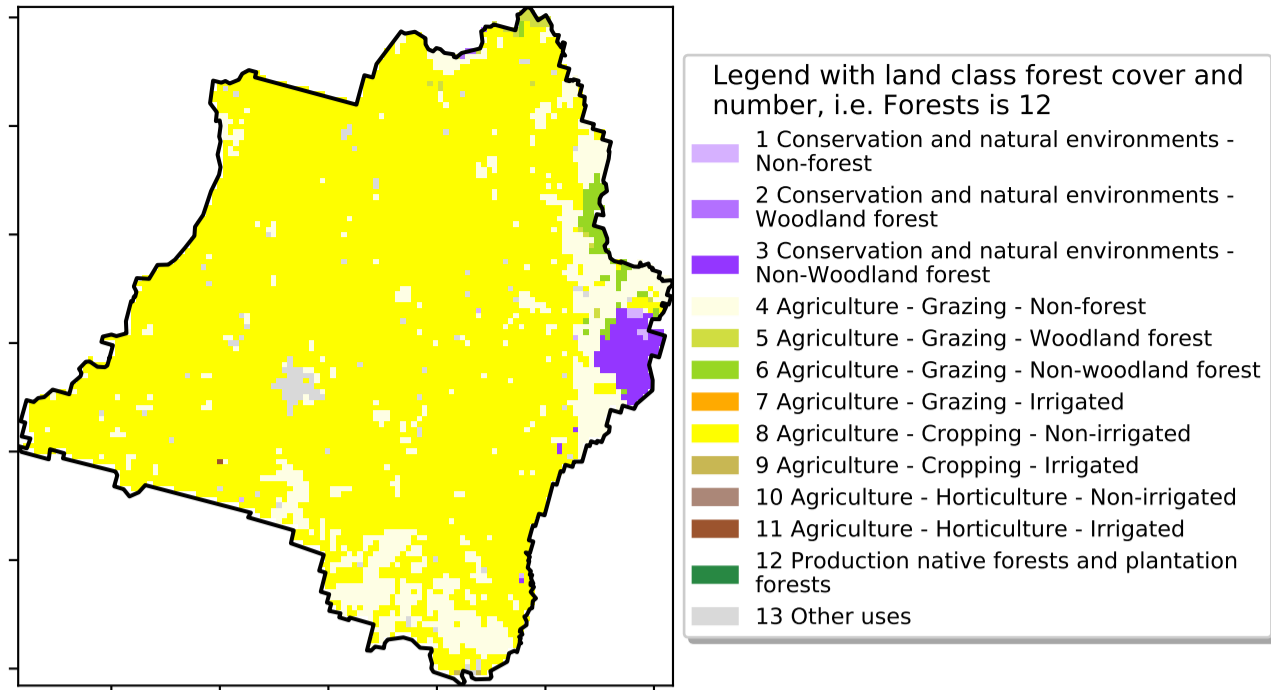 Legend with land class forest cover and
number, i.e. Forests is 12
1 Conservation and natural environments -
Non-forest
2 Conservation and natural environments -
Woodland forest
3 Conservation and natural environments -
Non-Woodland forest
4 Agriculture - Grazing - Non-forest
5 Agriculture - Grazing - Woodland forest
6 Agriculture - Grazing - Non-woodland forest
7 Agriculture - Grazing - Irrigated
8 Agriculture - Cropping - Non-irrigated
9 Agriculture - Cropping - Irrigated
10 Agriculture - Horticulture - Non-irrigated
11 Agriculture - Horticulture - Irrigated
12 Production native forests and plantation
forests
13 Other uses